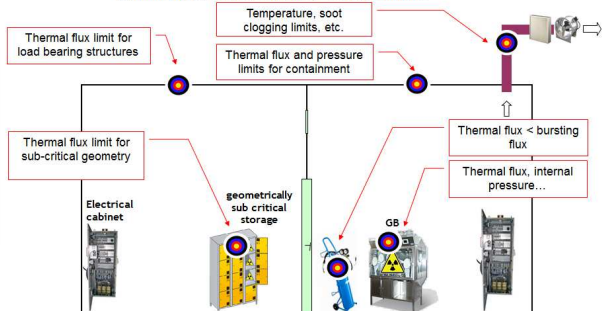 Temperature, soot
clogging limits, etc.
Thermal flux limit for
load bearing structures
Thermal flux and pressure
limits for containment
Thermal flux limit for
sub-critical geometry
Thermal flux < bursting
flux
Thermal flux, internal
pressure...
Electrical
cabinet
geometrically
sub critical
storage
GB